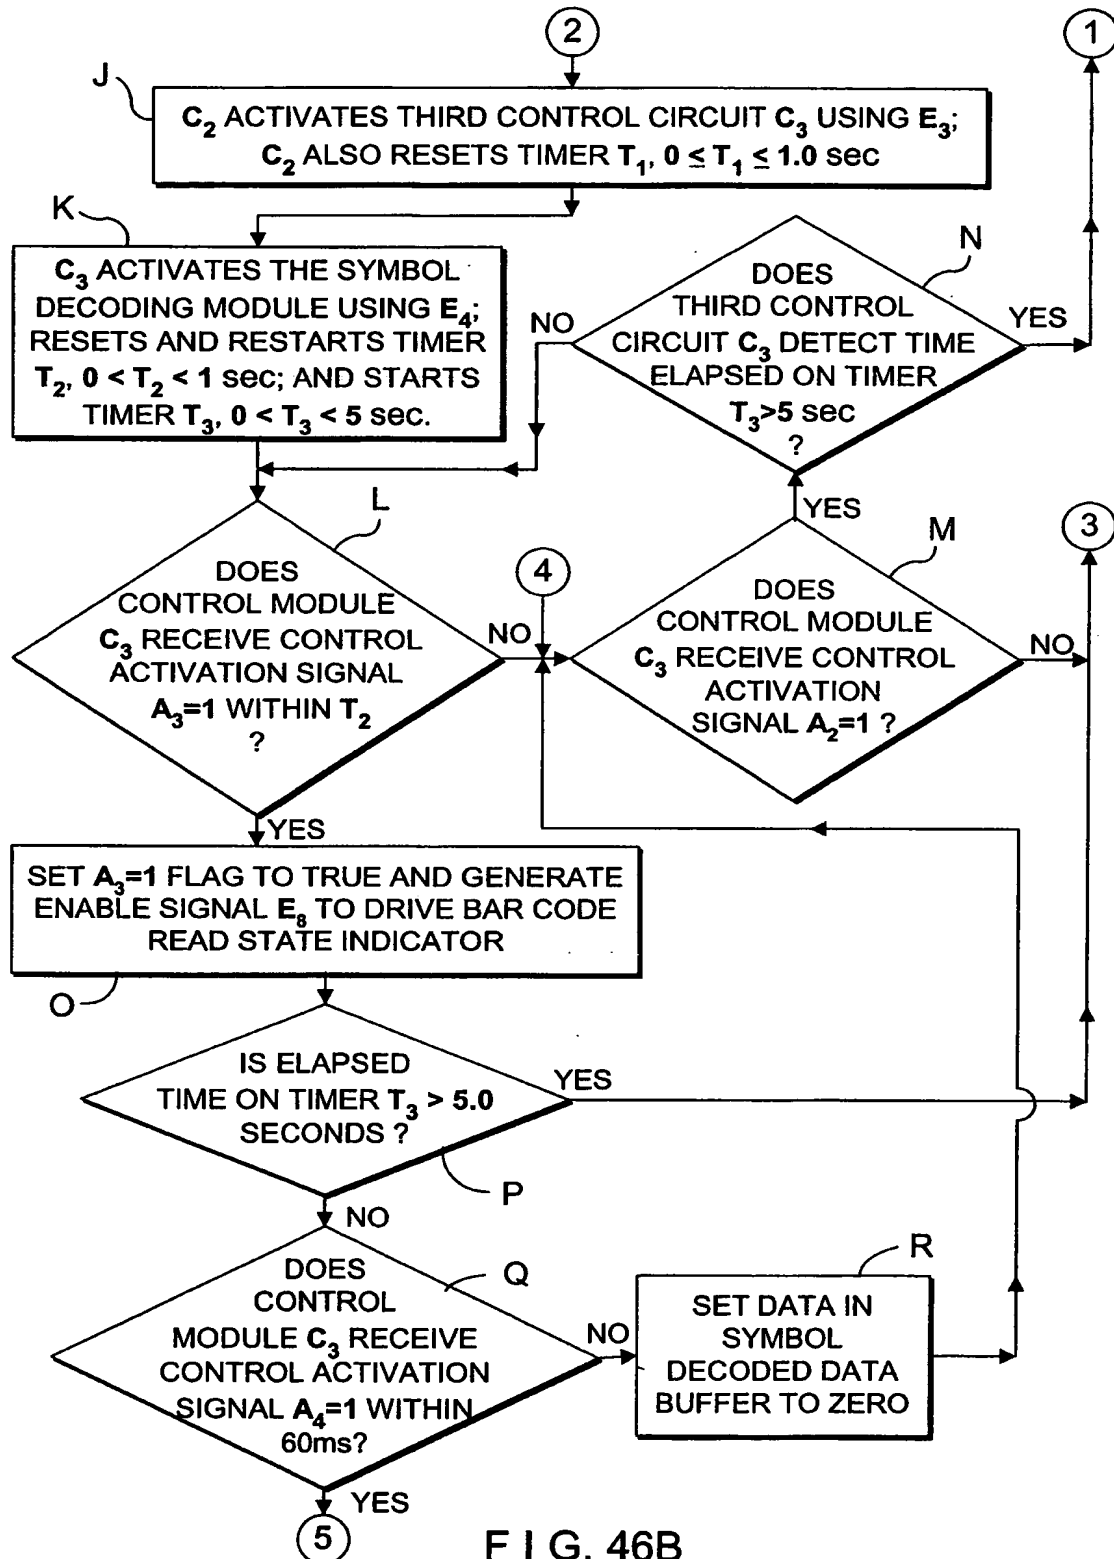 2
1
J
C2 ACTIVATES THIRD CONTROL CIRCUIT C3 USING E3;
C2 ALSO RESETS TIMER T1, 0 ≤ T1 ≤ 1.0 sec
K
C3 ACTIVATES THE SYMBOL
DECODING MODULE USING E4;
RESETS AND RESTARTS TIMER
T2, 0 < T2 < 1 sec; AND STARTS
TIMER T3, 0 < T3 < 5 sec.
N
DOES
THIRD CONTROL
CIRCUIT C3 DETECT TIME
ELAPSED ON TIMER
T3>5 sec
?
NO
YES
L
DOES
CONTROL MODULE
C3 RECEIVE CONTROL
ACTIVATION SIGNAL
A3=1 WITHIN T2
?
NO
4
YES
M
3
DOES
CONTROL MODULE
C3 RECEIVE CONTROL
ACTIVATION
SIGNAL A2=1 ?
NO
YES
SET A3=1 FLAG TO TRUE AND GENERATE
ENABLE SIGNAL E8 TO DRIVE BAR CODE
READ STATE INDICATOR
O
IS ELAPSED
TIME ON TIMER T3 > 5.0
SECONDS ?
YES
P
NO
DOES
CONTROL
MODULE C3 RECEIVE
CONTROL ACTIVATION
SIGNAL A4=1 WITHIN
60ms?
Q
NO
R
SET DATA IN
SYMBOL
DECODED DATA
BUFFER TO ZERO
YES
5
FIG. 46B